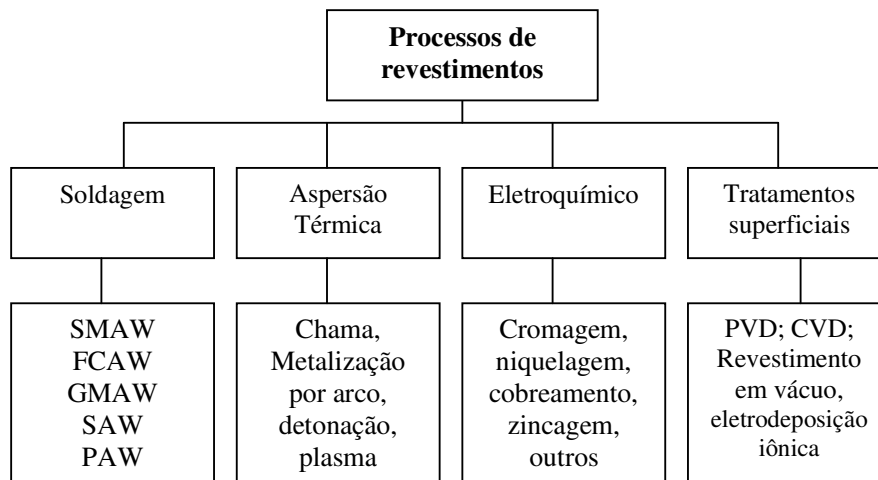 Processos de
revestimentos
Soldagem
Aspersão
Térmica
Eletroquímico
Tratamentos
superficiais
SMAW
FCAW
GMAW
SAW
PAW
Chama,
Metalização
por arco,
detonação,
plasma
Cromagem,
niquelagem,
cobreamento,
zincagem,
outros
PVD; CVD;
Revestimento
em vácuo,
eletrodeposição
iônica